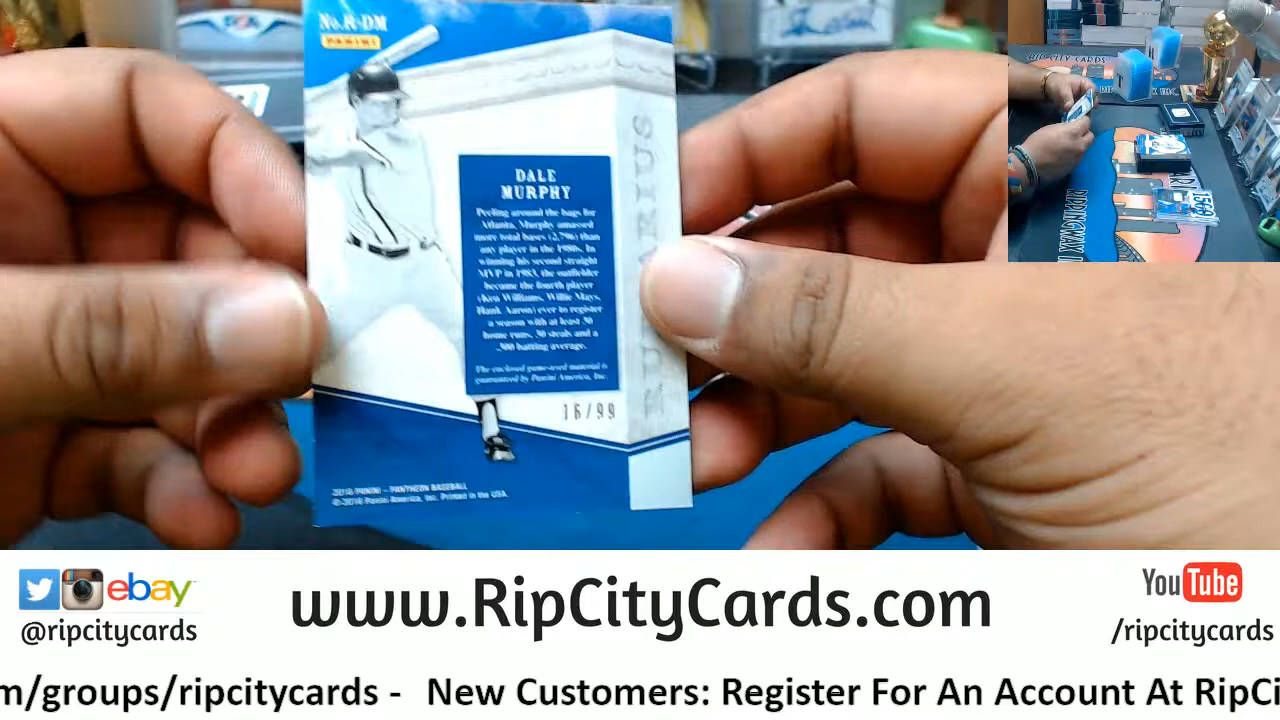 No.R-DM
PANINI
DALE
MURPHY
Peeling around the bags for
Atlanta, Murphy amassed
more total bases (2,796) than
any player in the 1980s. In
winning his second straight
MVP in 1983, the outfielder
became the fourth player
(Ken Williams, Willie Mays,
Hank Aaron) ever to register
a season with at least 30
home runs, 30 steals and a
.300 batting average.
The enclosed game-used material is
guaranteed by Panini America, Inc.
16/99
2016 PANINI – PANTHEON BASEBALL
© 2016 Panini America, Inc. Printed in the USA.
RIP CITY CARDS
ebay
@ripcitycards
www.RipCityCards.com
YouTube
/ripcitycards
m/groups/ripcitycards - New Customers: Register For An Account At RipCi